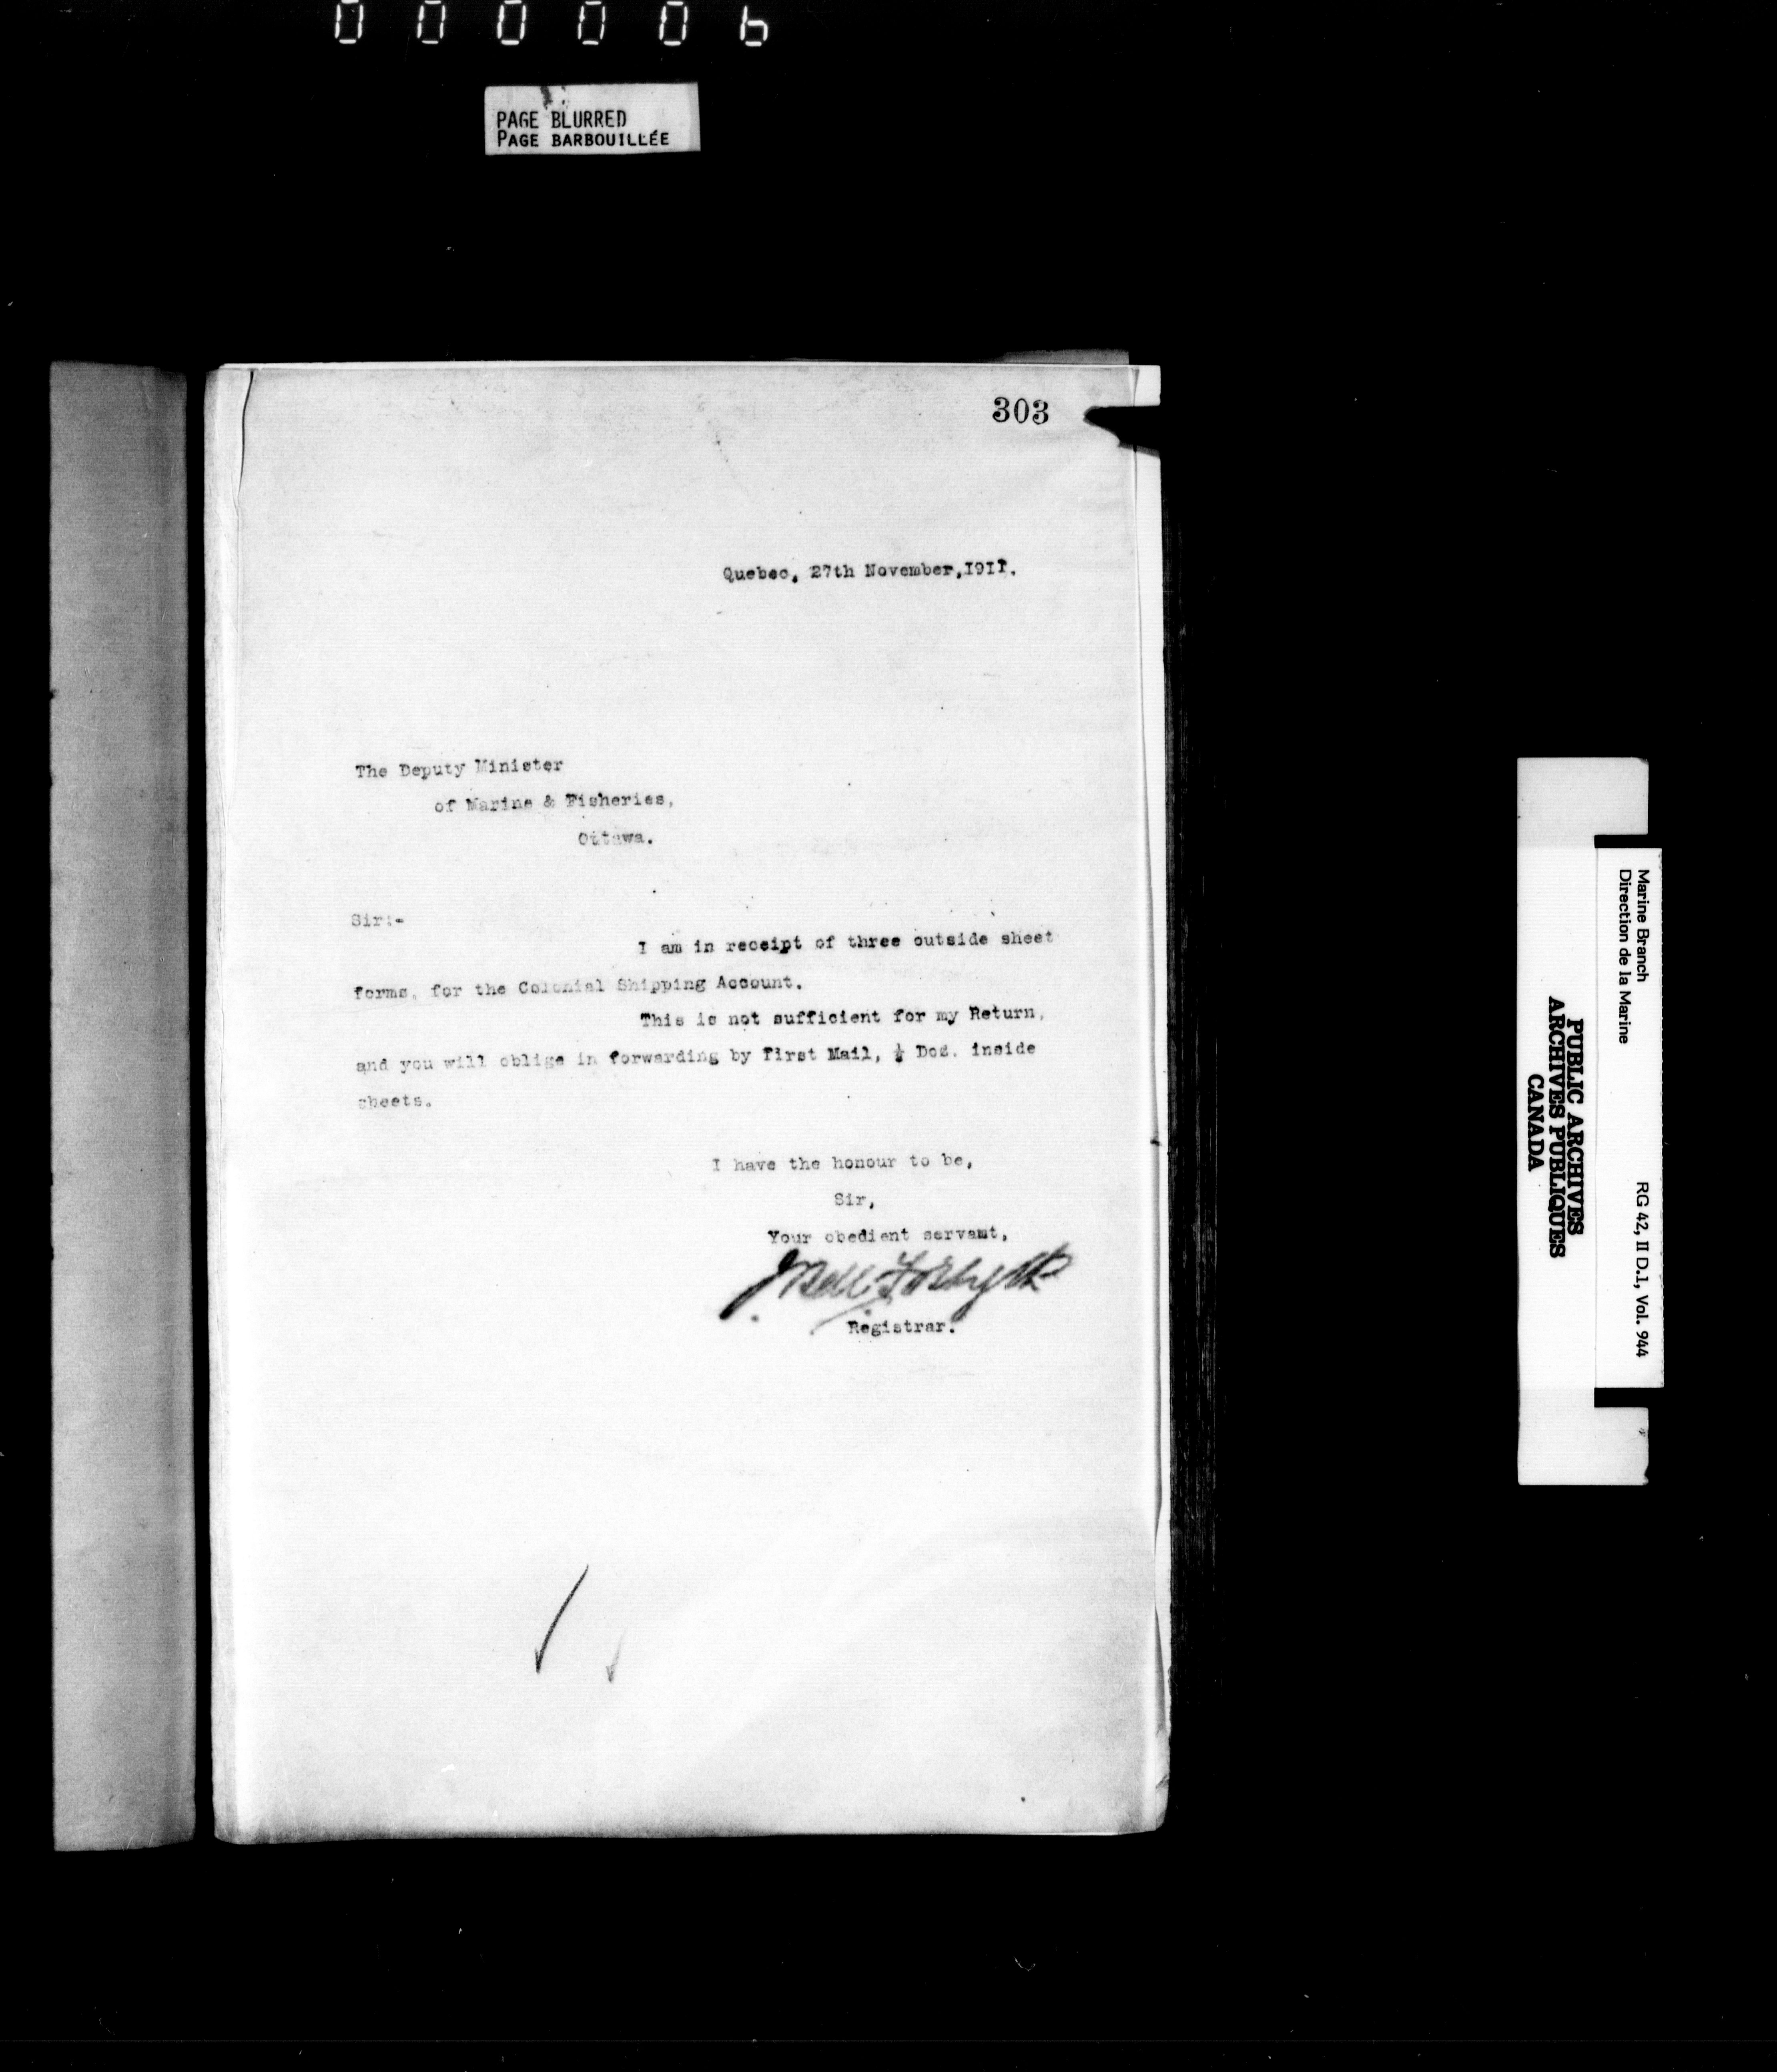 000006
PAGE BLURRED
PAGE BARBOUILLÉE
303
Quebec, 27th November, 1911.
The Deputy Minister
of Marine & Fisheries,
Ottawa.
Sir:-
I am in receipt of three outside sheet
forms, for the Colonial Shipping Account.
This is not sufficient for my Return,
and you will oblige in forwarding by first Mail, ½ Doz. inside
sheets.
I have the honour to be,
Sir,
Your obedient servant,
J Bell Forsyth
Registrar.
Marine Branch
Direction de la Marine
RG 42, II D.1, Vol. 944
PUBLIC ARCHIVES
ARCHIVES PUBLIQUES
CANADA